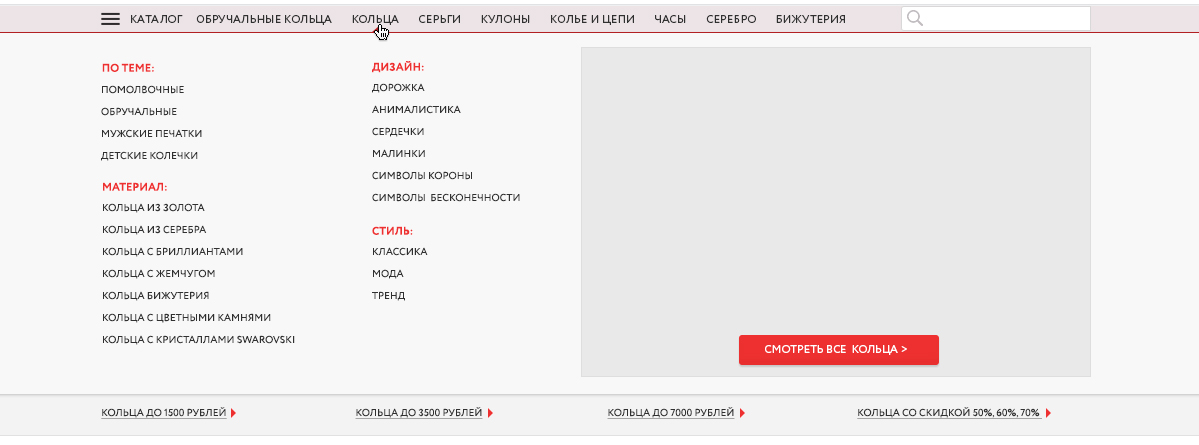 КАТАЛОГ ОБРУЧАЛЬНЫЕ КОЛЬЦА КОЛЬЦА СЕРЬГИ КУЛОНЫ КОЛЬЕ И ЦЕПИ ЧАСЫ СЕРЕБРО БИЖУТЕРИЯ
ПО ТЕМЕ:
ПОМОЛВОЧНЫЕ
ОБРУЧАЛЬНЫЕ
МУЖСКИЕ ПЕЧАТКИ
ДЕТСКИЕ КОЛЕЧКИ
МАТЕРИАЛ:
КОЛЬЦА ИЗ ЗОЛОТА
КОЛЬЦА ИЗ СЕРЕБРА
КОЛЬЦА С БРИЛЛИАНТАМИ
КОЛЬЦА С ЖЕМЧУГОМ
КОЛЬЦА БИЖУТЕРИЯ
КОЛЬЦА С ЦВЕТНЫМИ КАМНЯМИ
КОЛЬЦА С КРИСТАЛЛАМИ SWAROVSKI
ДИЗАЙН:
ДОРОЖКА
АНИМАЛИСТИКА
СЕРДЕЧКИ
МАЛИНКИ
СИМВОЛЫ КОРОНЫ
СИМВОЛЫ БЕСКОНЕЧНОСТИ
СТИЛЬ:
КЛАССИКА
МОДА
ТРЕНД
СМОТРЕТЬ ВСЕ КОЛЬЦА >
КОЛЬЦА ДО 1500 РУБЛЕЙ
КОЛЬЦА ДО 3500 РУБЛЕЙ
КОЛЬЦА ДО 7000 РУБЛЕЙ
КОЛЬЦА СО СКИДКОЙ 50%, 60%, 70%